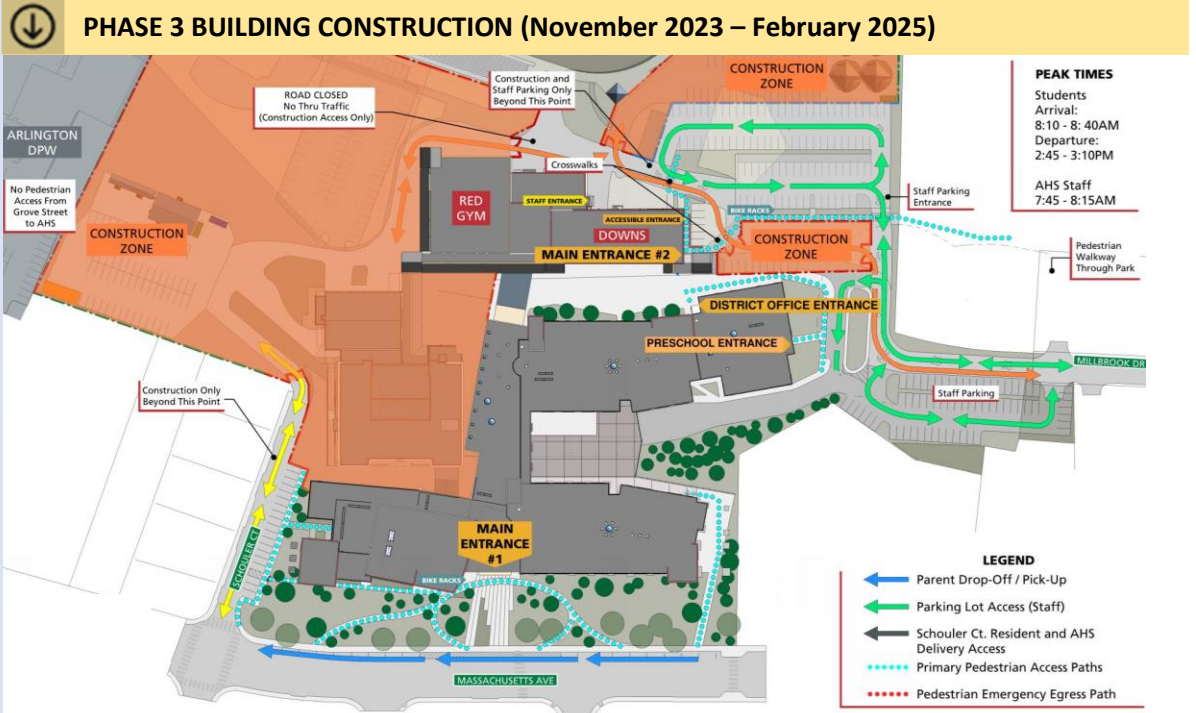 PHASE 3 BUILDING CONSTRUCTION (November 2023 – February 2025)
Construction and
Staff Parking Only
Beyond This Point
CONSTRUCTION
ZONE
PEAK TIMES
Students
Arrival:
8:10 - 8: 40AM
Departure:
2:45 - 3:10PM
AHS Staff
7:45 - 8:15AM
ROAD CLOSED
No Thru Traffic
(Construction Access Only)
ARLINGTON
DPW
Crosswalks
No Pedestrian
Access From
Grove Street
to AHS
RED
GYM
STAFF ENTRANCE
Staff Parking
Entrance
ACCESSIBLE ENTRANCE
BIKE RACKS
CONSTRUCTION
ZONE
DOWNS
CONSTRUCTION
ZONE
MAIN ENTRANCE #2
Pedestrian
Walkway
Through Park
DISTRICT OFFICE ENTRANCE
PRESCHOOL ENTRANCE
MILLBROOK DR
Construction Only
Beyond This Point
Staff Parking
MAIN
ENTRANCE
#1
SCHOULER CT
BIKE RACKS
MASSACHUSETTS AVE
LEGEND
Parent Drop-Off / Pick-Up
Parking Lot Access (Staff)
Schouler Ct. Resident and AHS
Delivery Access
Primary Pedestrian Access Paths
Pedestrian Emergency Egress Path